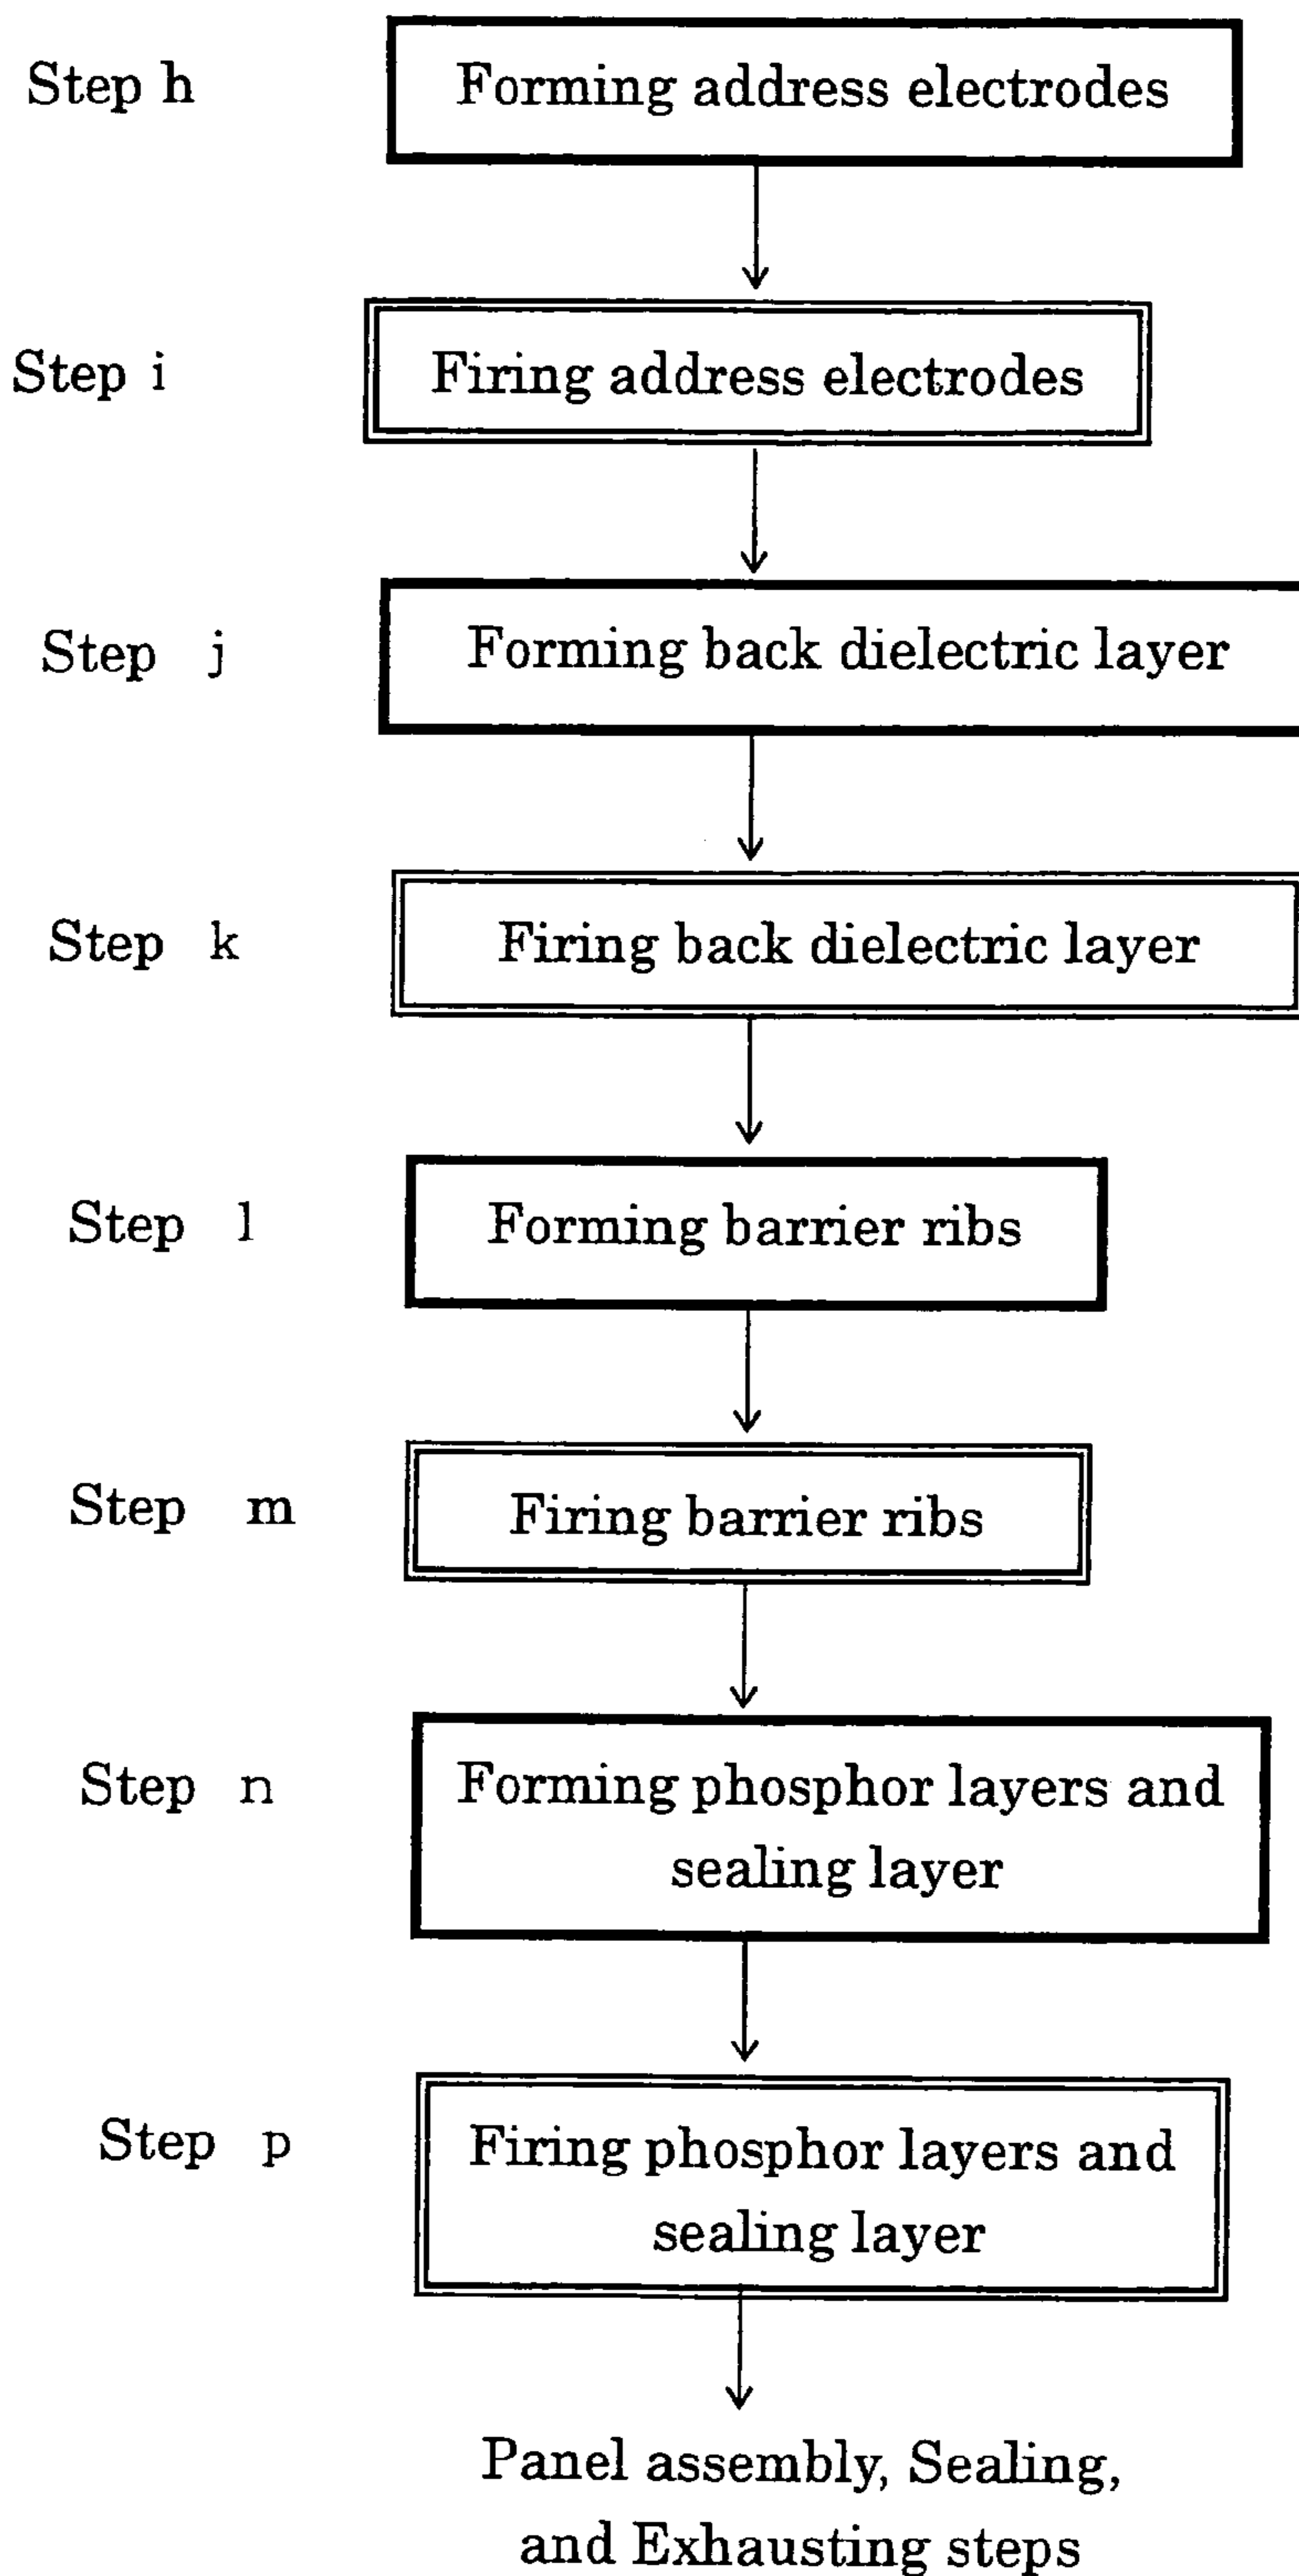 Step h
Forming address electrodes
Step i
Firing address electrodes
Step j
Forming back dielectric layer
Step k
Firing back dielectric layer
Step l
Forming barrier ribs
Step m
Firing barrier ribs
Step n
Forming phosphor layers and
sealing layer
Step p
Firing phosphor layers and
sealing layer
Panel assembly, Sealing,
and Exhausting steps